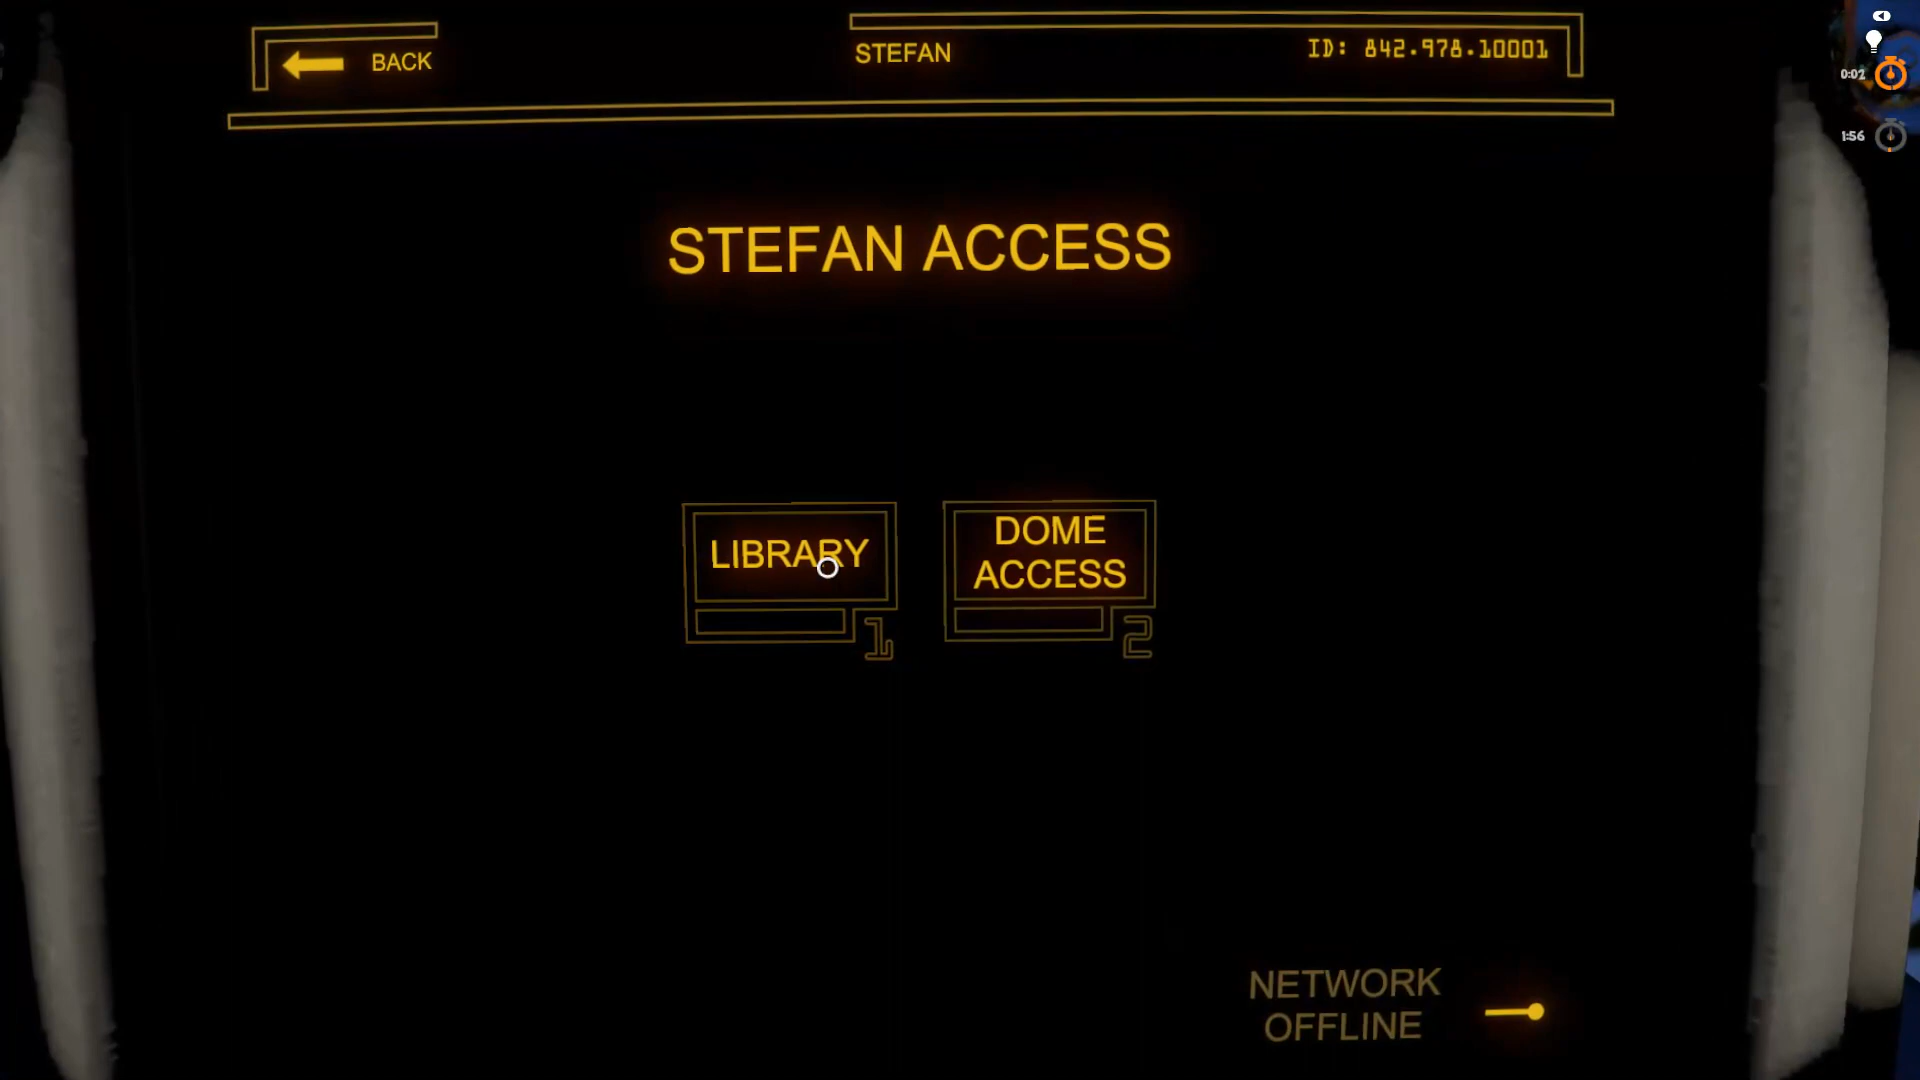 BACK
STEFAN
ID: 842.978.10001
0:02
1:56
STEFAN ACCESS
LIBRARY
1
DOME
ACCESS
2
NETWORK
OFFLINE